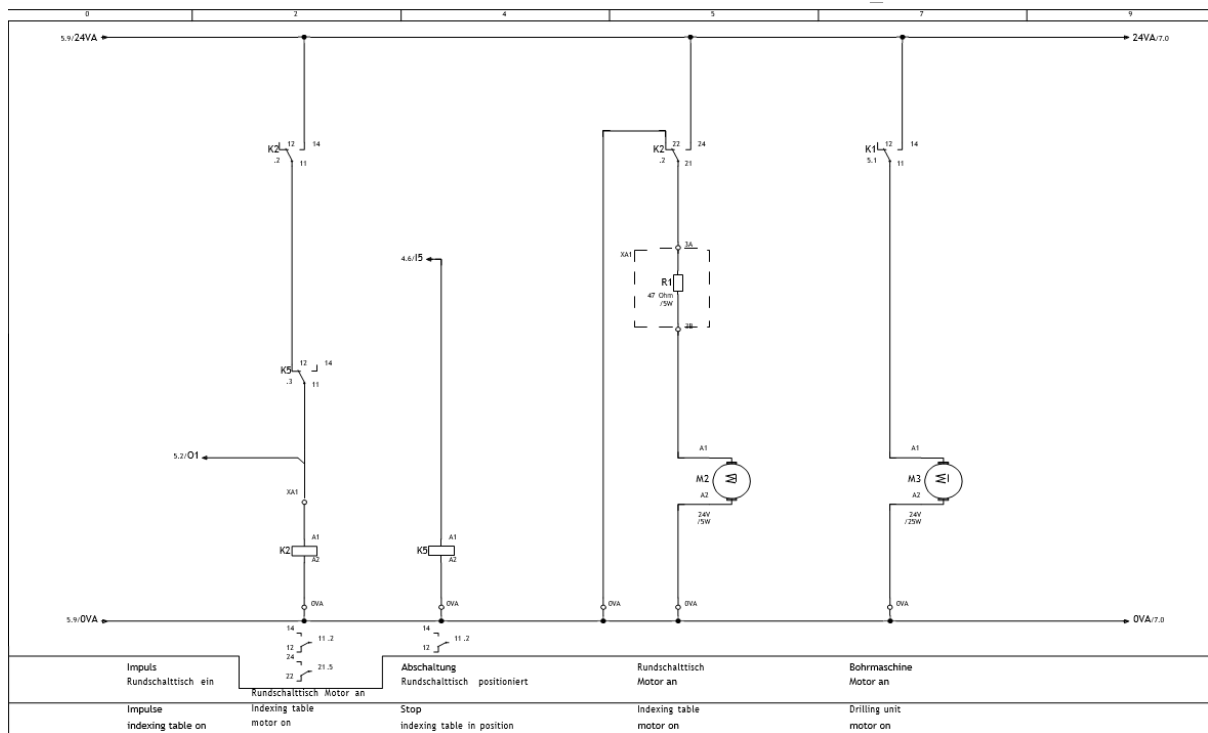 0 2 4 5 7 9
5.9/24VA 24VA/7.0
K2 12 14
.2 11
K2 22 24
.2 21
K1 12 14
5.1 11
4.6/I5
XA1 3A
R1
47 Ohm
/5W
3B
K5 12 14
.3 11
5.2/O1
XA1
A1 A1
M2 M3
A2 A2
24V 24V
/5W /25W
A1 A1
K2 K5
A2 A2
0VA 0VA 0VA 0VA 0VA
5.9/0VA 0VA/7.0
14 14
12 11.2 12 11.2
24
22 21.5
Impuls
Rundschalttisch ein
Rundschalttisch Motor an
Abschaltung
Rundschalttisch positioniert
Rundschalttisch
Motor an
Bohrmaschine
Motor an
Impulse
indexing table on
Indexing table
motor on
Stop
indexing table in position
Indexing table
motor on
Drilling unit
motor on